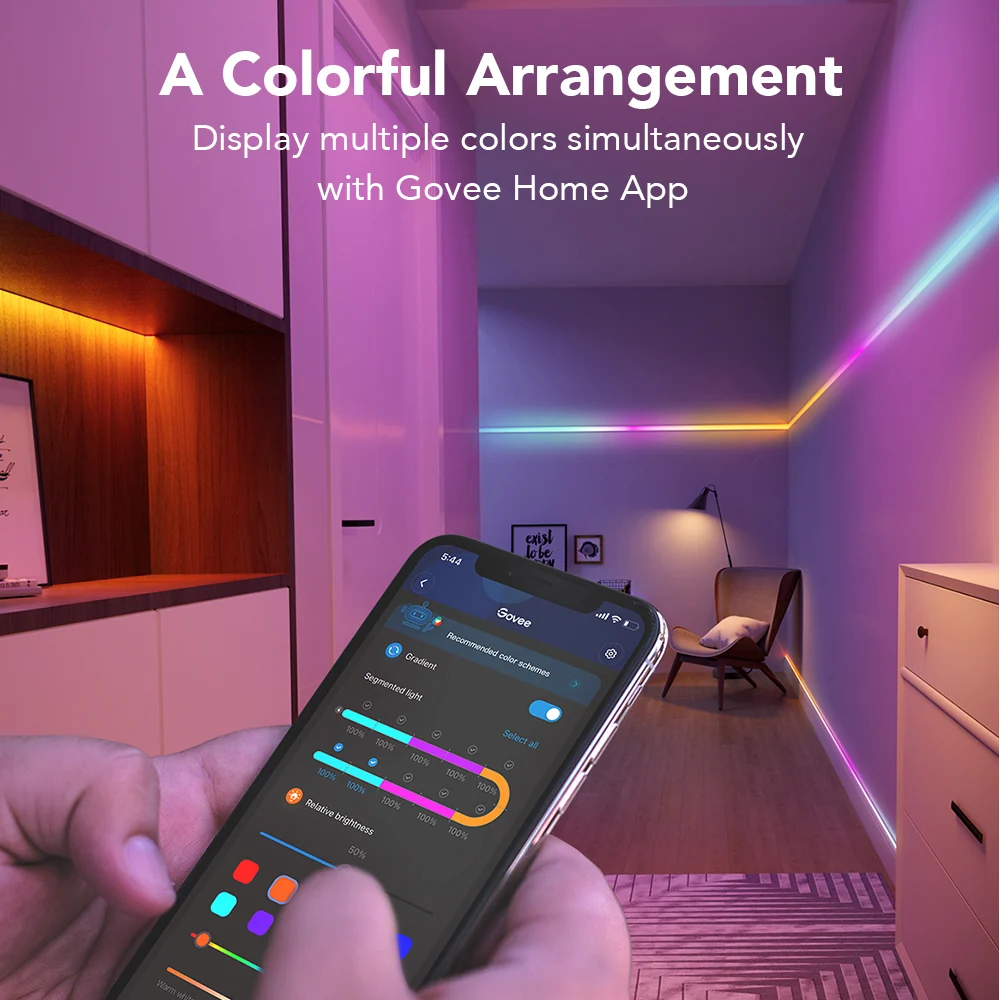 A Colorful Arrangement
Display multiple colors simultaneously
with Govee Home App
exist
to be
5:44
Govee
Recommended color schemes
Gradient
Segmented light
Select all
100%
100%
100%
100%
100%
100%
100%
100%
100%
100%
Relative brightness
50%